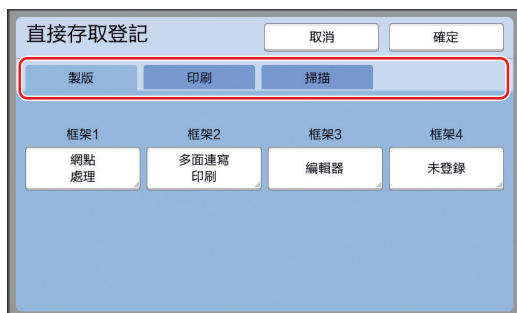 直接存取登記
取消
確定
製版
印刷
掃描
框架1
框架2
框架3
框架4
網點
處理
多面連寫
印刷
編輯器
未登錄